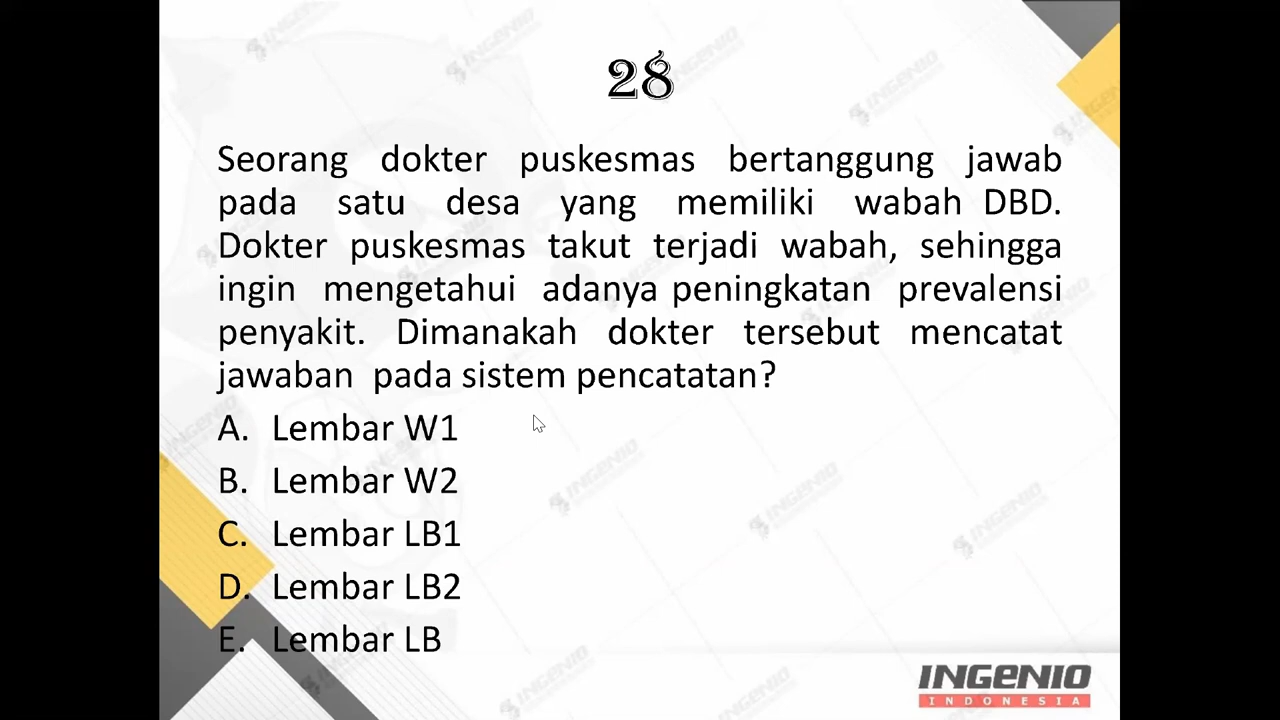 28
Seorang dokter puskesmas bertanggung jawab
pada satu desa yang memiliki wabah DBD.
Dokter puskesmas takut terjadi wabah, sehingga
ingin mengetahui adanya peningkatan prevalensi
penyakit. Dimanakah dokter tersebut mencatat
jawaban pada sistem pencatatan?
A. Lembar W1
B. Lembar W2
C. Lembar LB1
D. Lembar LB2
E. Lembar LB
INGENIO
INDONESIA